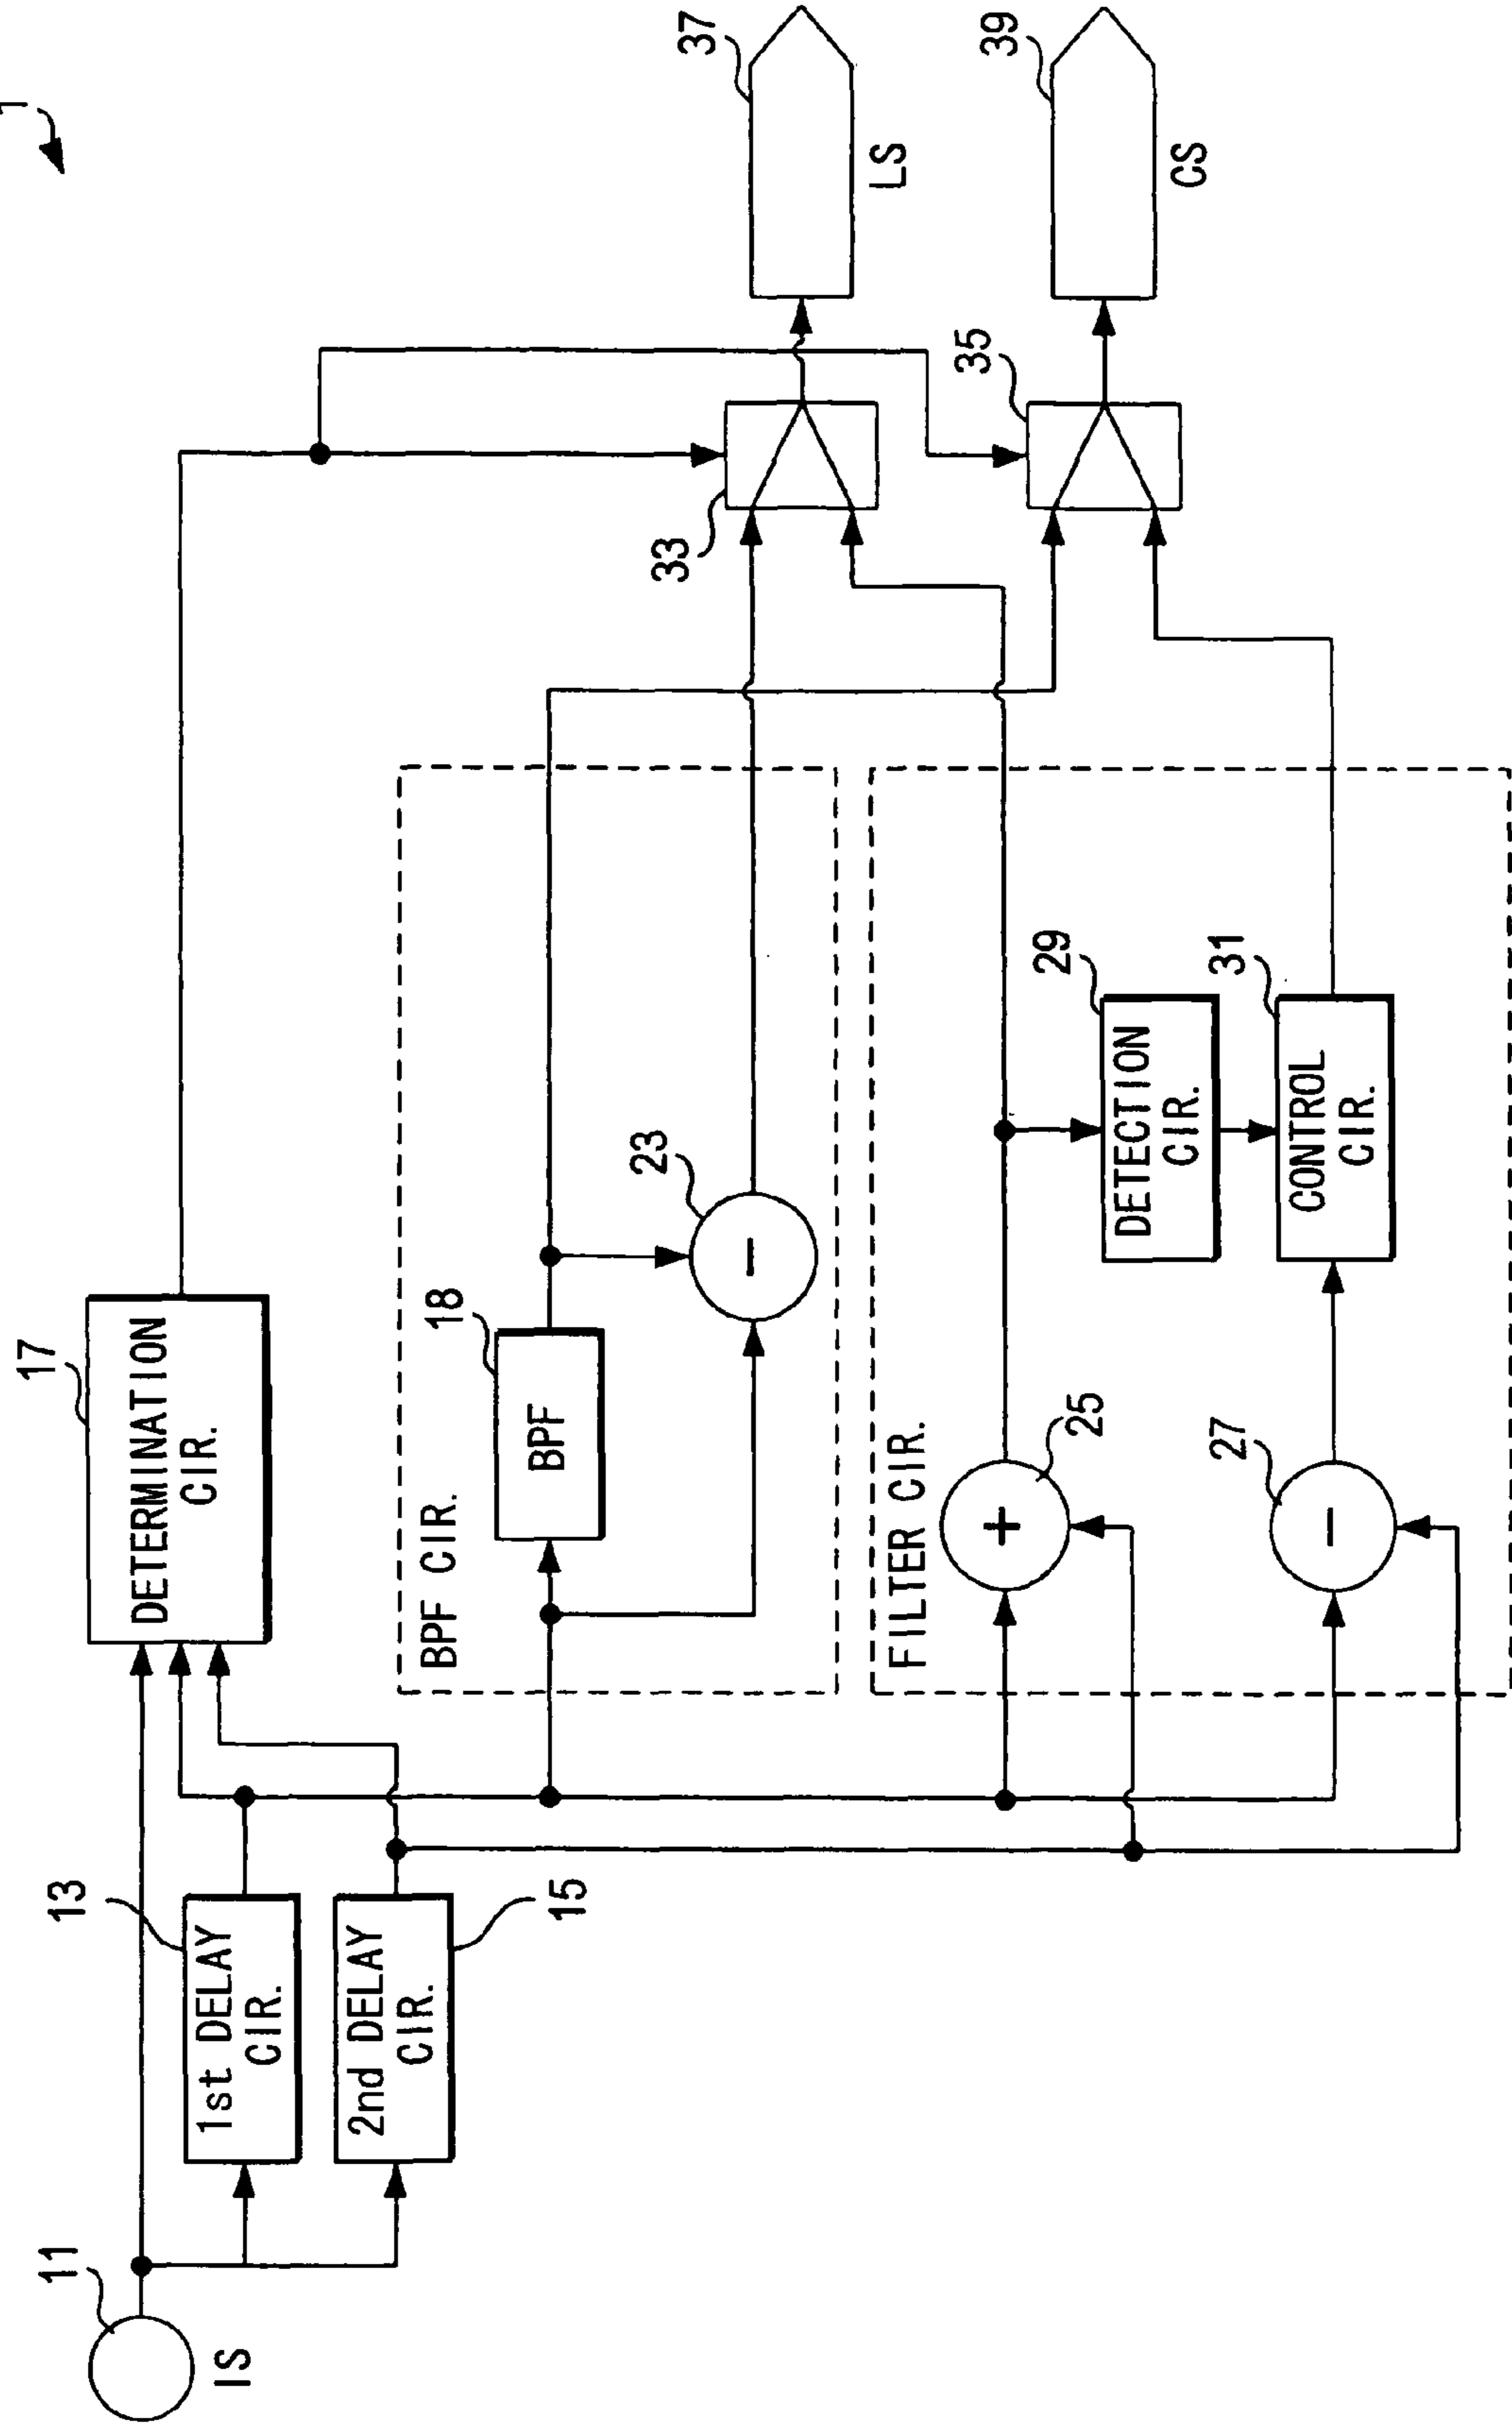 1
11
IS
13
1st DELAY
CIR.
2nd DELAY
CIR.
15
17
DETERMINATION
CIR.
BPF CIR.
18
BPF
23
−
FILTER CIR.
+
25
27
−
29
DETECTION
CIR.
31
CONTROL
CIR.
33
35
37
LS
39
CS